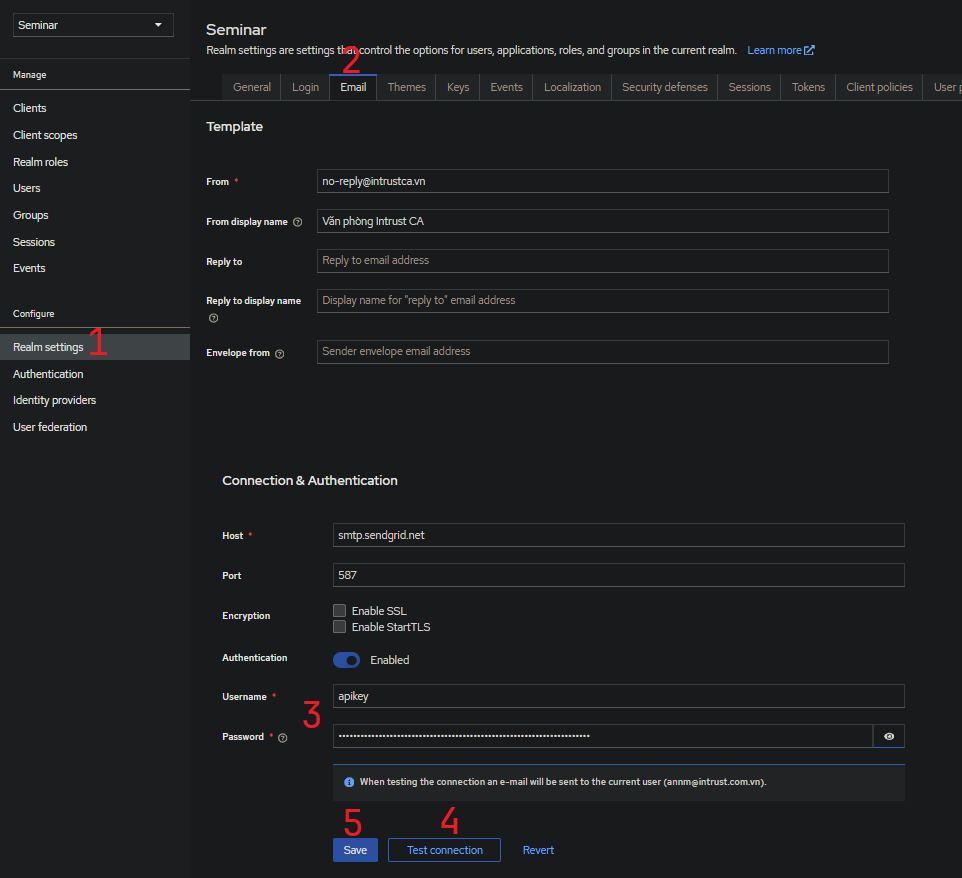 Seminar
Manage
Clients
Client scopes
Realm roles
Users
Groups
Sessions
Events
Configure
Realm settings 1
Authentication
Identity providers
User federation
Seminar
Realm settings are settings that control the options for users, applications, roles, and groups in the current realm. Learn more
2
General Login Email Themes Keys Events Localization Security defenses Sessions Tokens Client policies User p
Template
From * no-reply@intrustca.vn
From display name Văn phòng Intrust CA
Reply to Reply to email address
Reply to display name Display name for "reply to" email address
Envelope from Sender envelope email address
Connection & Authentication
Host * smtp.sendgrid.net
Port 587
Encryption Enable SSL
Enable StartTLS
Authentication Enabled
Username * apikey
3
Password *
When testing the connection an e-mail will be sent to the current user (annm@intrust.com.vn).
5 4
Save Test connection Revert